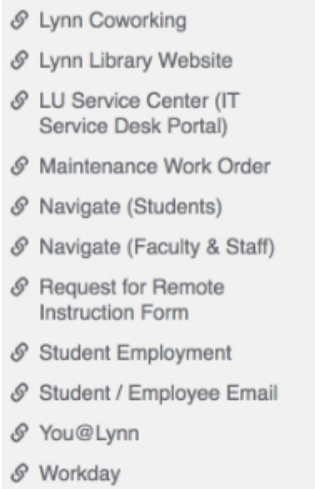 Lynn Coworking
Lynn Library Website
LU Service Center (IT
Service Desk Portal)
Maintenance Work Order
Navigate (Students)
Navigate (Faculty & Staff)
Request for Remote
Instruction Form
Student Employment
Student / Employee Email
You@Lynn
Workday